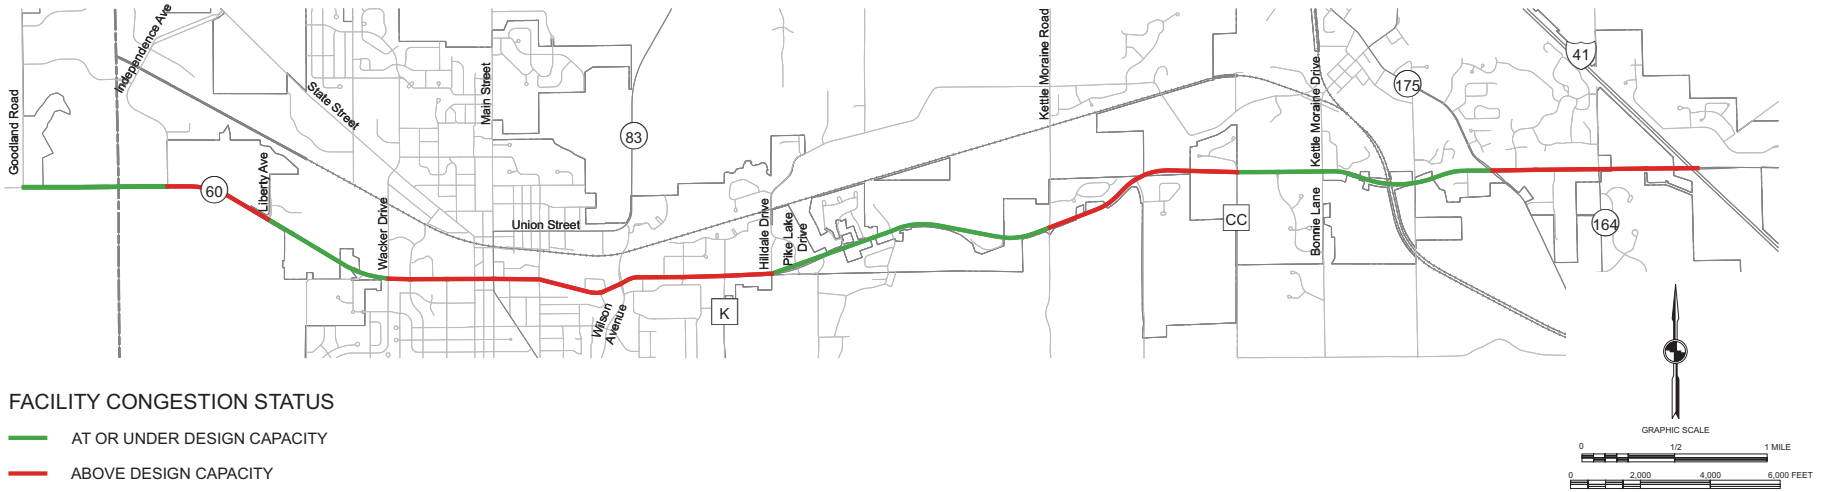 Goodland Road
Independence Ave
State Street
Main Street
83
Kettle Moraine Road
Kettle Moraine Drive
175
41
60
Liberty Ave
Wacker Drive
Union Street
Hilldale Drive
Pike Lake
Drive
CC
Bonnie Lane
164
Wilson
Avenue
K
FACILITY CONGESTION STATUS
AT OR UNDER DESIGN CAPACITY
ABOVE DESIGN CAPACITY
GRAPHIC SCALE
0 1/2 1 MILE
0 2,000 4,000 6,000 FEET